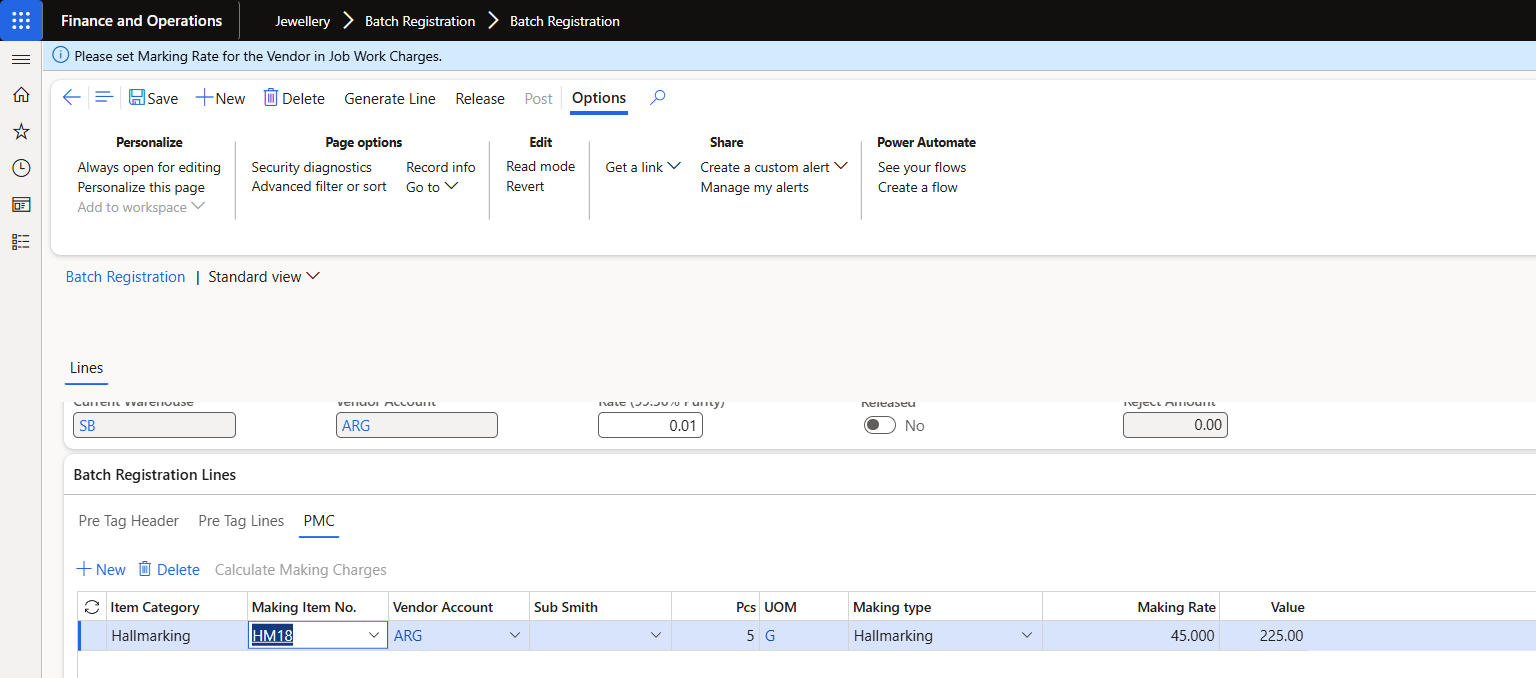 Finance and Operations Jewellery Batch Registration Batch Registration
Please set Marking Rate for the Vendor in Job Work Charges.
Save New Delete Generate Line Release Post Options
Personalize Page options Edit Share Power Automate
Always open for editing Security diagnostics Record info Read mode Get a link Create a custom alert See your flows
Personalize this page Advanced filter or sort Go to Revert Manage my alerts Create a flow
Add to workspace
Batch Registration | Standard view
Lines
Current Warehouse Vendor Account Rate (99.50% Purity) Released Reject Amount
SB ARG 0.01 No 0.00
Batch Registration Lines
Pre Tag Header Pre Tag Lines PMC
New Delete Calculate Making Charges
Item Category Making Item No. Vendor Account Sub Smith Pcs UOM Making type Making Rate Value
Hallmarking HM18 ARG 5 G Hallmarking 45.000 225.00